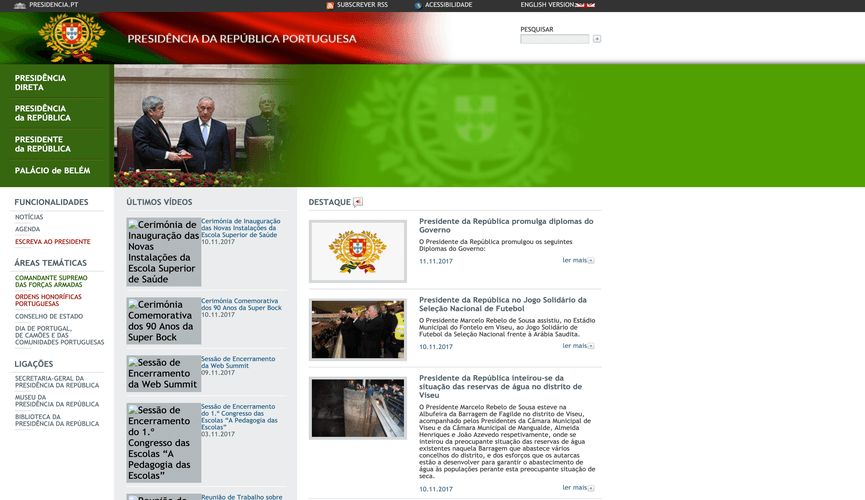 PRESIDENCIA.PT
SUBSCREVER RSS
ACESSIBILIDADE
ENGLISH VERSION
PRESIDÊNCIA DA REPÚBLICA PORTUGUESA
PESQUISAR
PRESIDÊNCIA
DIRETA
PRESIDÊNCIA
da REPÚBLICA
PRESIDENTE
da REPÚBLICA
PALÁCIO de BELÉM
FUNCIONALIDADES
NOTÍCIAS
AGENDA
ESCREVA AO PRESIDENTE
ÁREAS TEMÁTICAS
COMANDANTE SUPREMO
DAS FORÇAS ARMADAS
ORDENS HONORÍFICAS
PORTUGUESAS
CONSELHO DE ESTADO
DIA DE PORTUGAL,
DE CAMÕES E DAS
COMUNIDADES PORTUGUESAS
LIGAÇÕES
SECRETARIA-GERAL DA
PRESIDÊNCIA DA REPÚBLICA
MUSEU DA
PRESIDÊNCIA DA REPÚBLICA
BIBLIOTECA DA
PRESIDÊNCIA DA REPÚBLICA
ÚLTIMOS VÍDEOS
Cerimónia de
Inauguração das
Novas
Instalações da
Escola Superior
de Saúde
Cerimónia de Inauguração
das Novas Instalações da
Escola Superior de Saúde
10.11.2017
Cerimónia
Comemorativa
dos 90 Anos da
Super Bock
Cerimónia Comemorativa
dos 90 Anos da Super Bock
10.11.2017
Sessão de
Encerramento
da Web Summit
Sessão de Encerramento
da Web Summit
09.11.2017
Sessão de
Encerramento
do 1.º
Congresso das
Escolas “A
Pedagogia das
Escolas”
Sessão de Encerramento
do 1.º Congresso das
Escolas “A Pedagogia das
Escolas”
03.11.2017
Reunião de Trabalho sobre
DESTAQUE
Presidente da República promulga diplomas do
Governo
O Presidente da República promulgou os seguintes
Diplomas do Governo:
11.11.2017
ler mais
Presidente da República no Jogo Solidário da
Seleção Nacional de Futebol
O Presidente Marcelo Rebelo de Sousa assistiu, no Estádio
Municipal do Fontelo em Viseu, ao Jogo Solidário de
Futebol da Seleção Nacional frente à Arábia Saudita.
10.11.2017
ler mais
Presidente da República inteirou-se da
situação das reservas de água no distrito de
Viseu
O Presidente Marcelo Rebelo de Sousa esteve na
Albufeira da Barragem de Fagilde no distrito de Viseu,
acompanhado pelos Presidentes da Câmara Municipal de
Viseu e da Câmara Municipal de Mangualde, Almeida
Henriques e João Azevedo respetivamente, onde se
inteirou da preocupante situação das reservas de água
existentes naquela Barragem que abastece vários
concelhos do distrito, e dos esforços que os autarcas
estão a desenvolver para garantir o abastecimento de
água às populações perante esta preocupante situação de
seca.
10.11.2017
ler mais